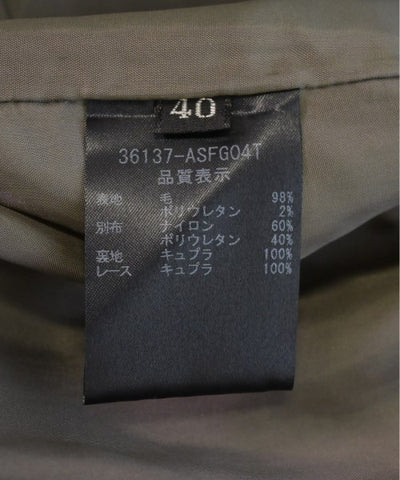 40
36137-ASFG04T
品質表示
表地 毛 98%
ポリウレタン 2%
別布 ナイロン 60%
ポリウレタン 40%
裏地 キュプラ 100%
レース キュプラ 100%